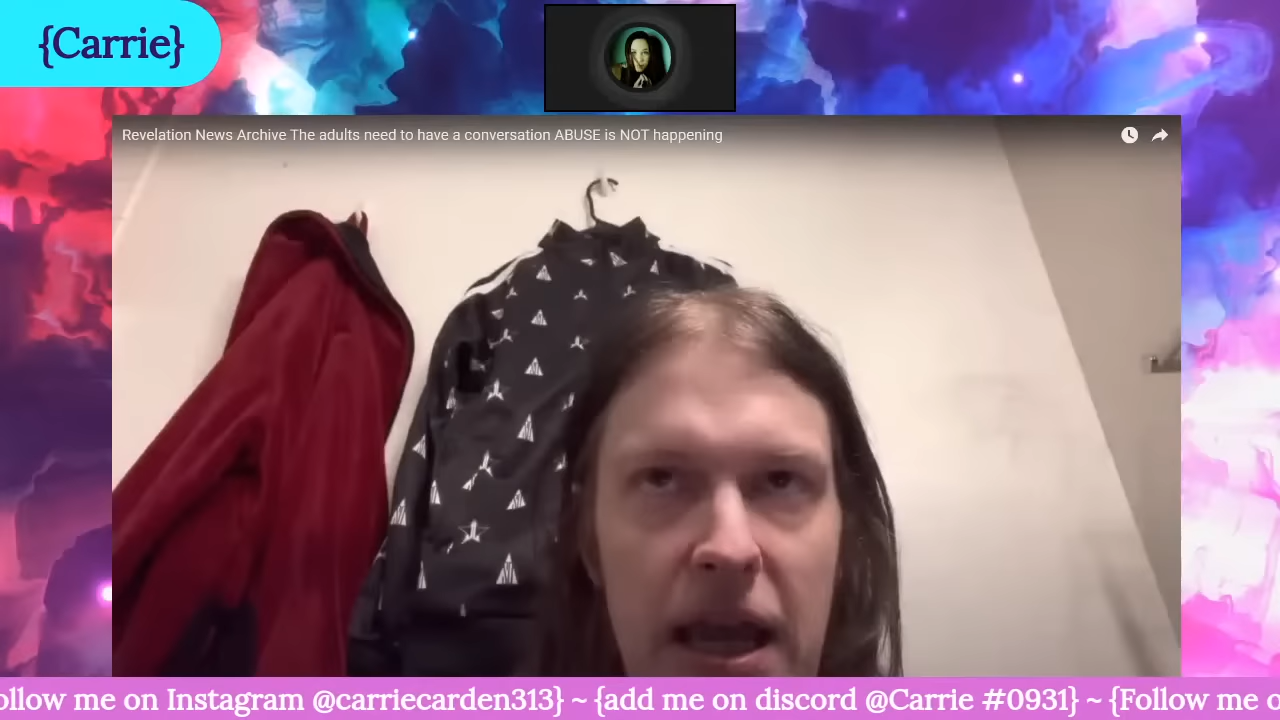 {Carrie}
Revelation News Archive The adults need to have a conversation ABUSE is NOT happening
ollow me on Instagram @carriecarden313} ~ {add me on discord @Carrie #0931} ~ {Follow me o